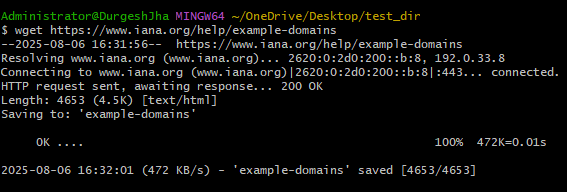 Administrator@DurgeshJha MINGW64 ~/OneDrive/Desktop/test_dir
$ wget https://www.iana.org/help/example-domains
--2025-08-06 16:31:56--  https://www.iana.org/help/example-domains
Resolving www.iana.org (www.iana.org)... 2620:0:2d0:200::b:8, 192.0.33.8
Connecting to www.iana.org (www.iana.org)|2620:0:2d0:200::b:8|:443... connected.
HTTP request sent, awaiting response... 200 OK
Length: 4653 (4.5K) [text/html]
Saving to: 'example-domains'
0K .... 100%  472K=0.01s
2025-08-06 16:32:01 (472 KB/s) - 'example-domains' saved [4653/4653]